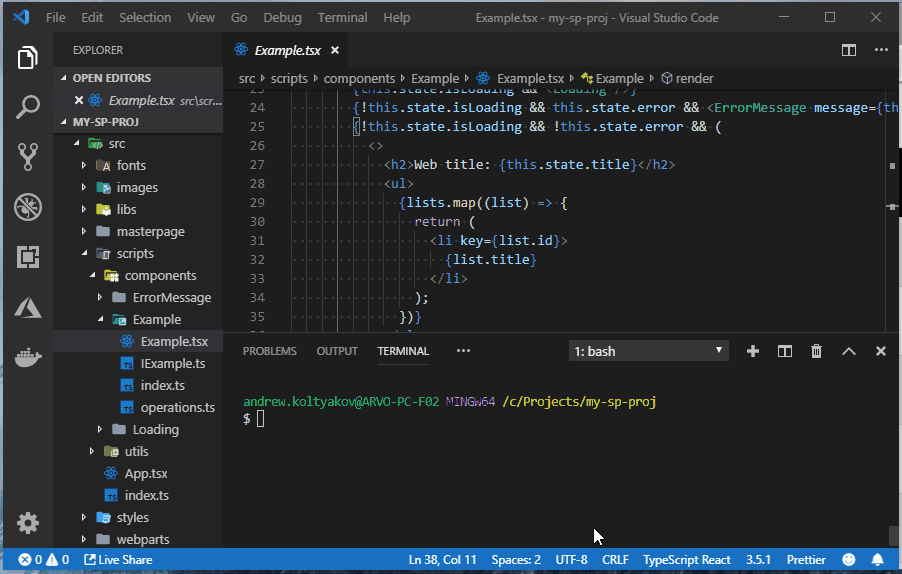 File Edit Selection View Go Debug Terminal Help Example.tsx - my-sp-proj - Visual Studio Code
EXPLORER
OPEN EDITORS
Example.tsx src\scr...
MY-SP-PROJ
src
fonts
images
libs
masterpage
scripts
components
ErrorMessage
Example
Example.tsx
IExample.ts
index.ts
operations.ts
Loading
utils
App.tsx
index.ts
styles
webparts
Example.tsx
src scripts components Example Example.tsx Example render
23 {this.state.isLoading && <Loading />}
24 {!this.state.isLoading && this.state.error && <ErrorMessage message={th
25 {!this.state.isLoading && !this.state.error && (
26 <>
27 <h2>Web title: {this.state.title}</h2>
28 <ul>
29 {lists.map((list) => {
30 return (
31 <li key={list.id}>
32 {list.title}
33 </li>
34 );
35 })}
PROBLEMS OUTPUT TERMINAL ••• 1: bash
andrew.koltyakov@ARVO-PC-F02 MINGW64 /c/Projects/my-sp-proj
$
0 0 Live Share Ln 38, Col 11 Spaces: 2 UTF-8 CRLF TypeScript React 3.5.1 Prettier